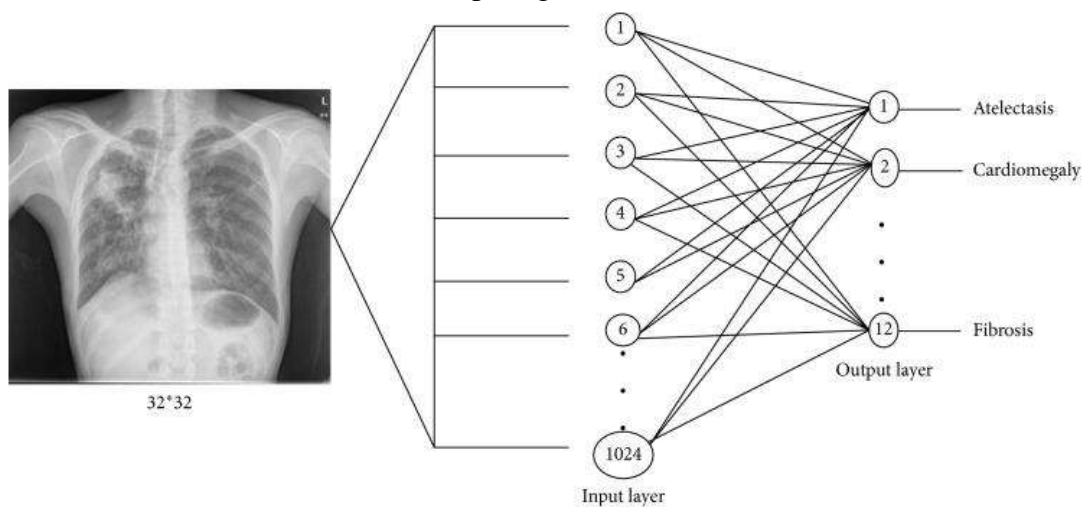 L
32*32
1
2
3
4
5
6
1024
Input layer
1
2
12
Output layer
Atelectasis
Cardiomegaly
Fibrosis